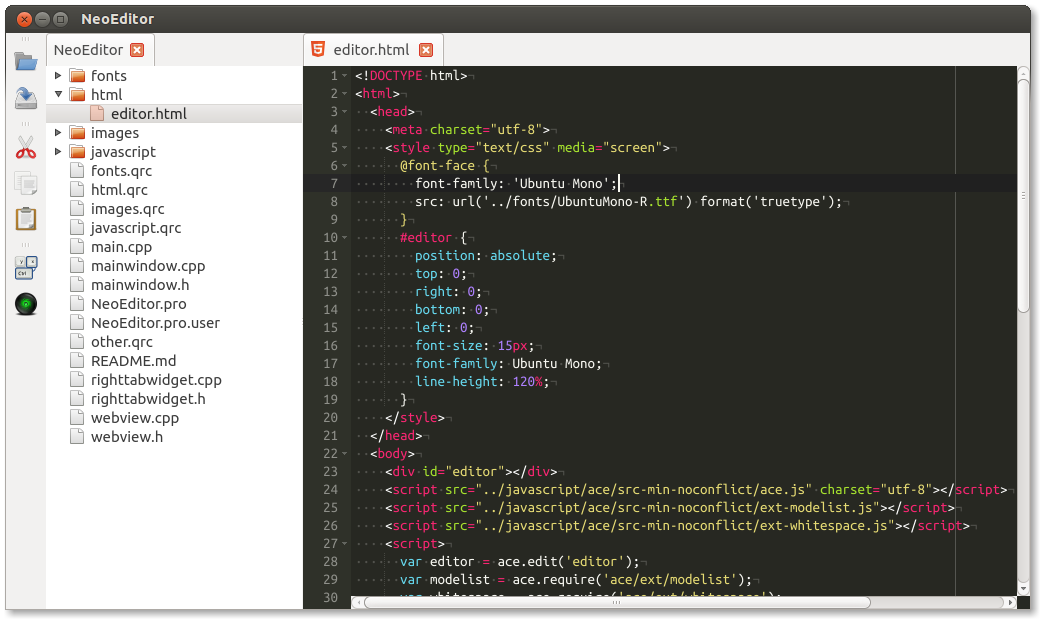 NeoEditor
NeoEditor
editor.html
fonts
html
editor.html
images
javascript
fonts.qrc
html.qrc
images.qrc
javascript.qrc
main.cpp
mainwindow.cpp
mainwindow.h
NeoEditor.pro
NeoEditor.pro.user
other.qrc
README.md
righttabwidget.cpp
righttabwidget.h
webview.cpp
webview.h
1 <!DOCTYPE·html>¬
2 <html>¬
3 ··<head>¬
4 ····<meta·charset="utf-8">¬
5 ····<style·type="text/css"·media="screen">¬
6 ······@font-face·{¬
7 ········font-family:·'Ubuntu·Mono';¬
8 ········src:·url('../fonts/UbuntuMono-R.ttf')·format('truetype');¬
9 ······}¬
10 ······#editor·{¬
11 ········position:·absolute;¬
12 ········top:·0;¬
13 ········right:·0;¬
14 ········bottom:·0;¬
15 ········left:·0;¬
16 ········font-size:·15px;¬
17 ········font-family:·Ubuntu·Mono;¬
18 ········line-height:·120%;¬
19 ······}¬
20 ····</style>¬
21 ··</head>¬
22 ··<body>¬
23 ····<div·id="editor"></div>¬
24 ····<script·src="../javascript/ace/src-min-noconflict/ace.js"·charset="utf-8"></script>¬
25 ····<script·src="../javascript/ace/src-min-noconflict/ext-modelist.js"></script>¬
26 ····<script·src="../javascript/ace/src-min-noconflict/ext-whitespace.js"></script>¬
27 ····<script>¬
28 ······var·editor·=·ace.edit('editor');¬
29 ······var·modelist·=·ace.require('ace/ext/modelist');¬
30 ······var·whitespace·=·ace.require('ace/ext/whitespace');